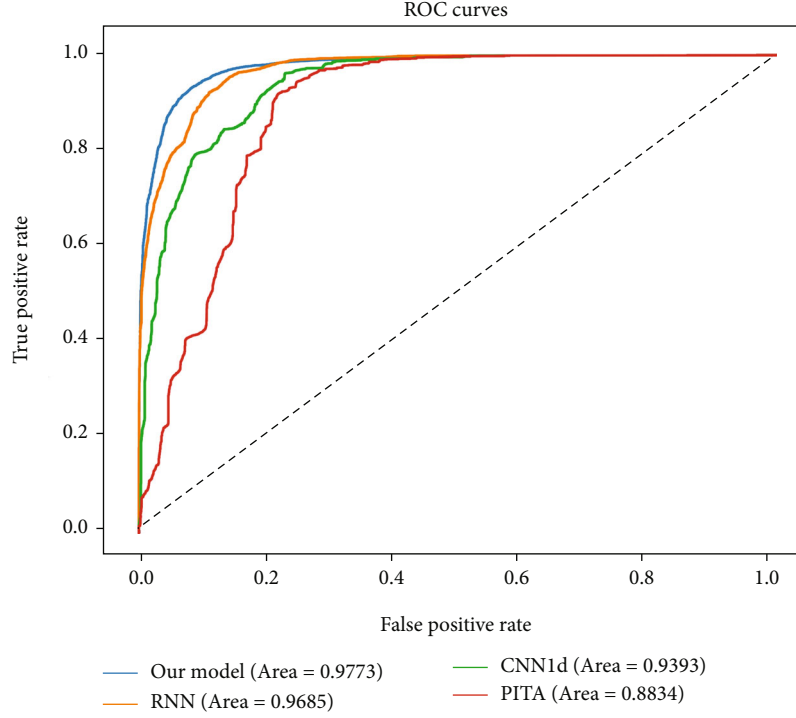 ROC curves
1.0
0.8
0.6
0.4
0.2
0.0
True positive rate
0.0 0.2 0.4 0.6 0.8 1.0
False positive rate
Our model (Area = 0.9773)
RNN (Area = 0.9685)
CNN1d (Area = 0.9393)
PITA (Area = 0.8834)